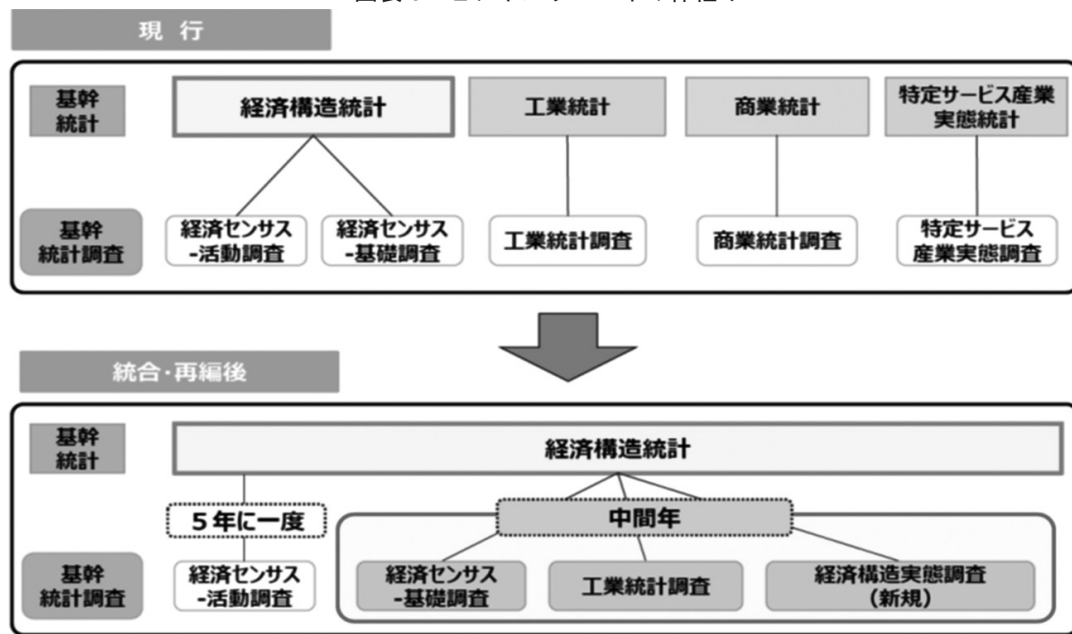 現 行
基幹
統計
経済構造統計
工業統計
商業統計
特定サービス産業
実態統計
基幹
統計調査
経済センサス
-活動調査
経済センサス
-基礎調査
工業統計調査
商業統計調査
特定サービス
産業実態調査
統合・再編後
基幹
統計
経済構造統計
５年に一度
中間年
基幹
統計調査
経済センサス
-活動調査
経済センサス
-基礎調査
工業統計調査
経済構造実態調査
（新規）